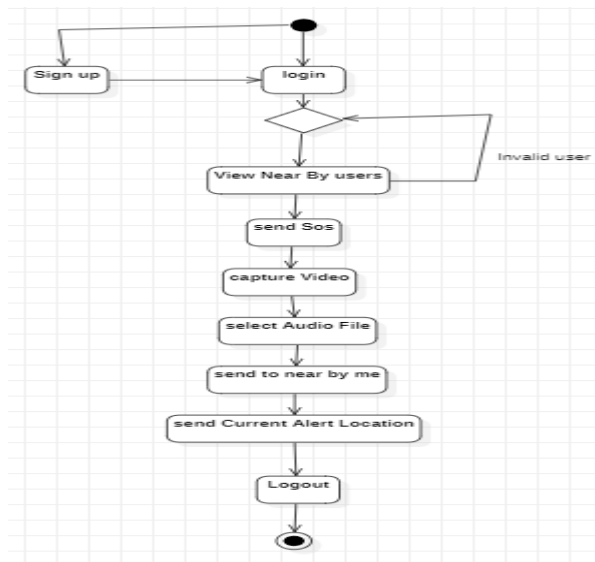 Sign up
login
Invalid user
View Near By users
send Sos
capture Video
select Audio File
send to near by me
send Current Alert Location
Logout